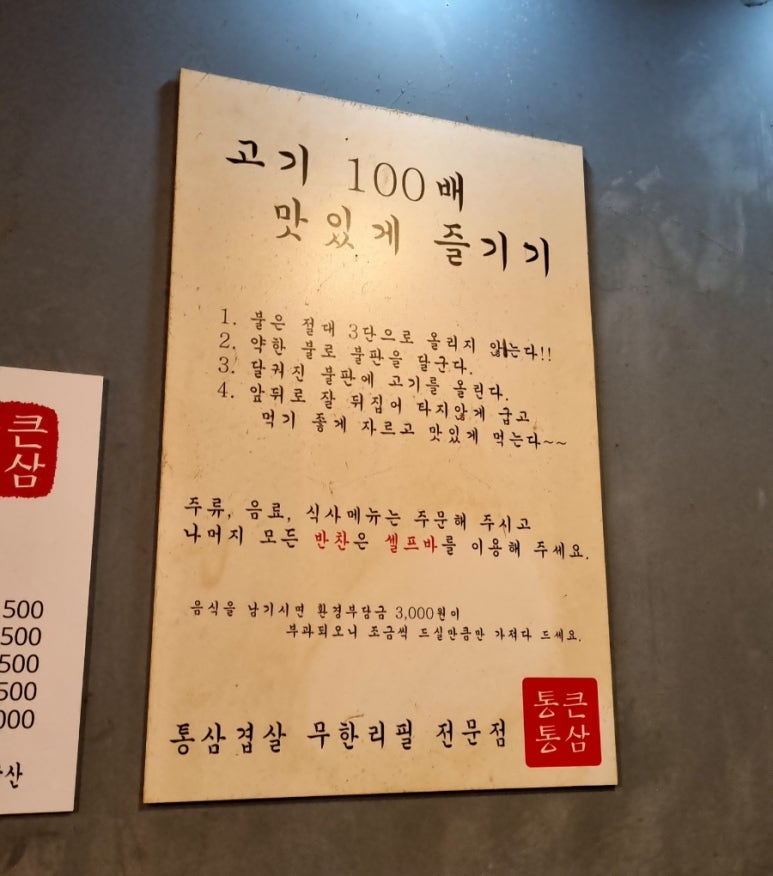 고기 100배
맛있게 즐기기
1. 불은 절대 3단으로 올리지 않는다!!
2. 약한 불로 불판을 달군다.
3. 달궈진 불판에 고기를 올린다.
4. 앞뒤로 잘 뒤집어 타지않게 굽고
먹기 좋게 자르고 맛있게 먹는다~~
주류, 음료, 식사메뉴는 주문해 주시고
나머지 모든 반찬은 셀프바를 이용해 주세요.
음식을 남기시면 환경부담금 3,000원이
부과되오니 조금씩 드실만큼만 가져다 드세요.
통삼겹살 무한리필 전문점
통큰
통삼
큰
삼
500
500
500
500
000
산